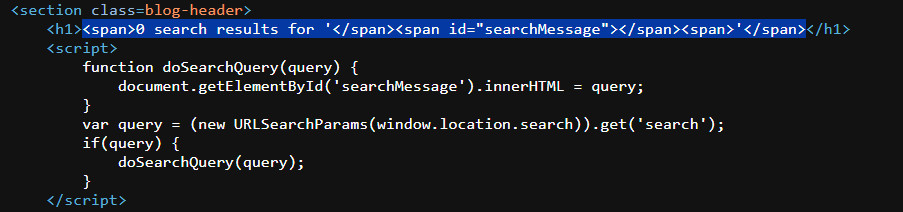 <section class=blog-header>
<h1><span>0 search results for '</span><span id="searchMessage"></span><span>'</span></h1>
<script>
function doSearchQuery(query) {
document.getElementById('searchMessage').innerHTML = query;
}
var query = (new URLSearchParams(window.location.search)).get('search');
if(query) {
doSearchQuery(query);
}
</script>